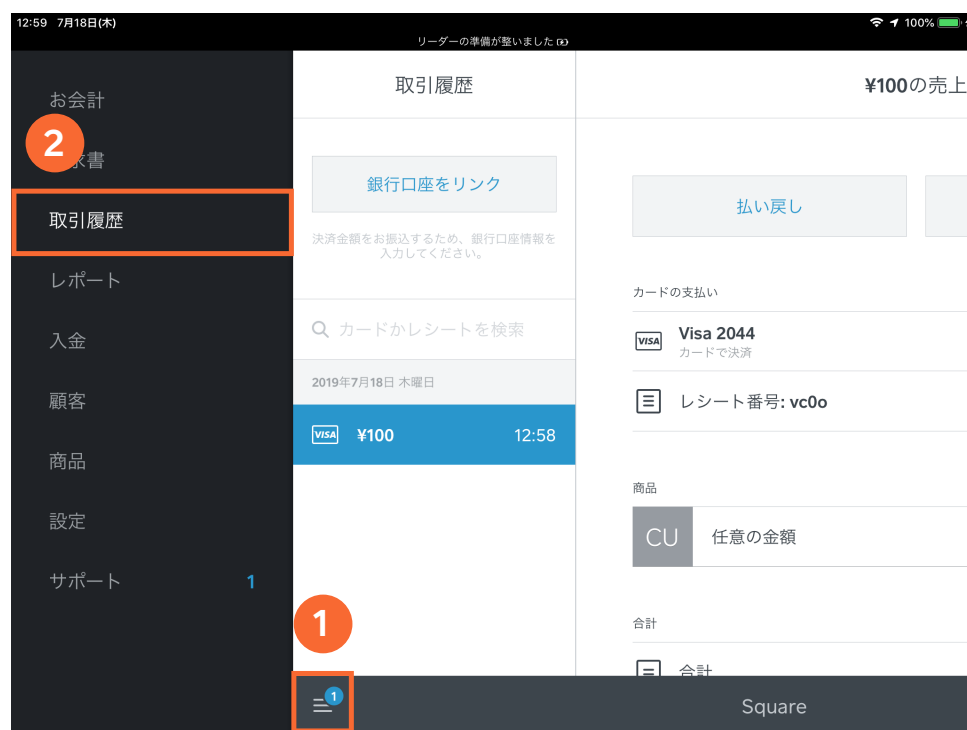 12:59 7月18日(木)
100%
リーダーの準備が整いました
お会計
2
書
取引履歴
レポート
入金
顧客
商品
設定
サポート 1
取引履歴
銀行口座をリンク
決済金額をお振込するため、銀行口座情報を
入力してください。
カードかレシートを検索
2019年7月18日 木曜日
VISA ¥100 12:58
1
1
¥100の売上
払い戻し
カードの支払い
VISA Visa 2044
カードで決済
レシート番号: vc0o
商品
CU 任意の金額
合計
合計
Square